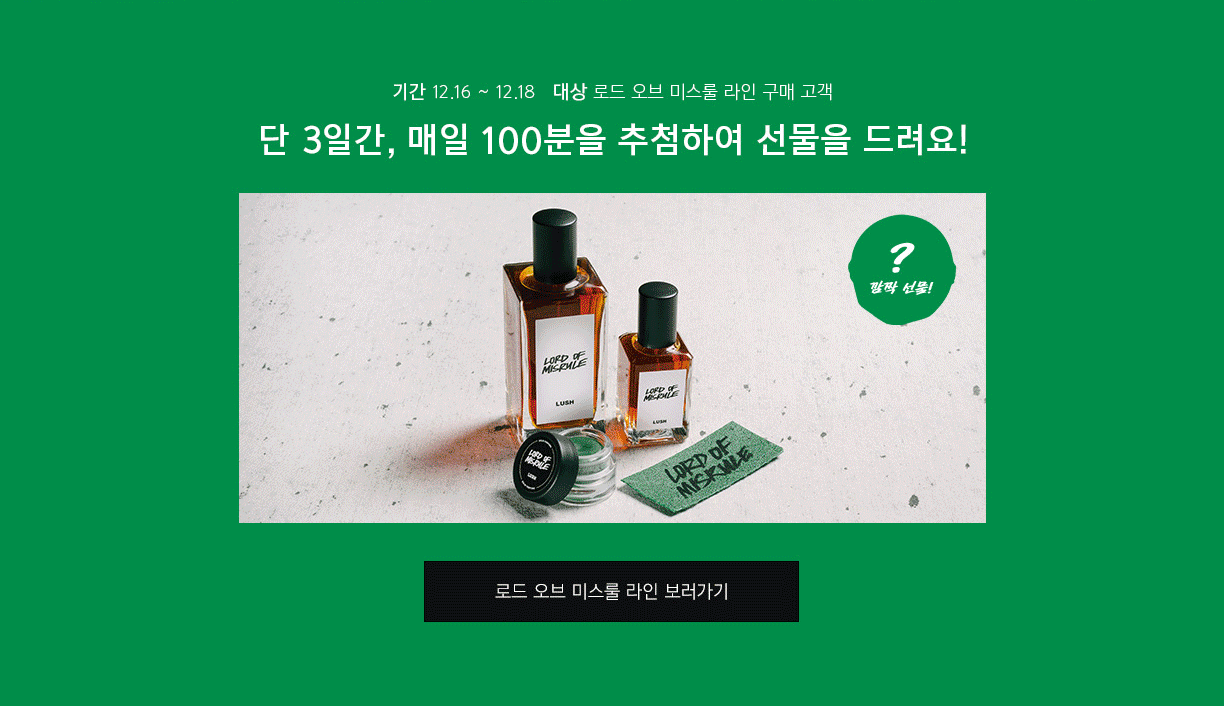 기간 12.16 ~ 12.18 대상 로드 오브 미스룰 라인 구매 고객
단 3일간, 매일 100분을 추첨하여 선물을 드려요!
?
깜짝 선물!
LORD OF
MISRULE
LUSH
LORD OF
MISRULE
LUSH
LORD OF
MISRULE
LUSH
LORD OF
MISRULE
로드 오브 미스룰 라인 보러가기